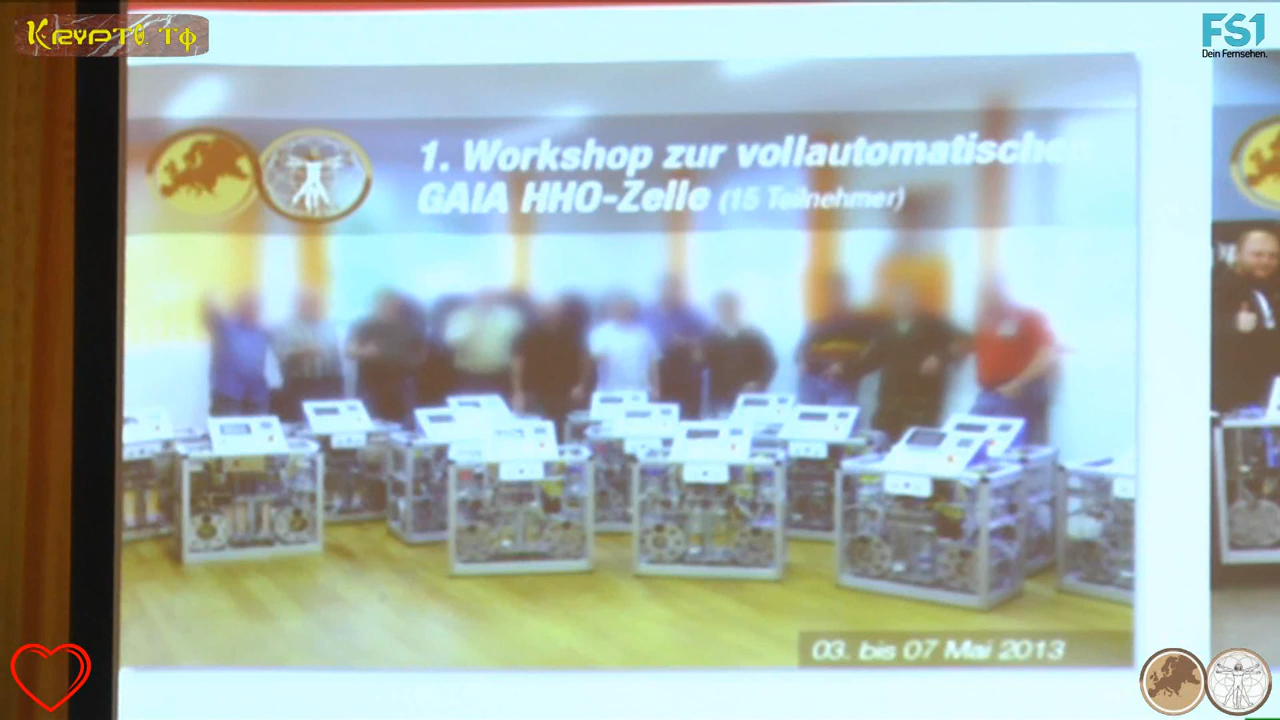 KRYPTO TV
FS1
Dein Fernsehen.
1. Workshop zur vollautomatischen
GAIA HHO-Zelle (15 Teilnehmer)
03. bis 07 Mai 2013